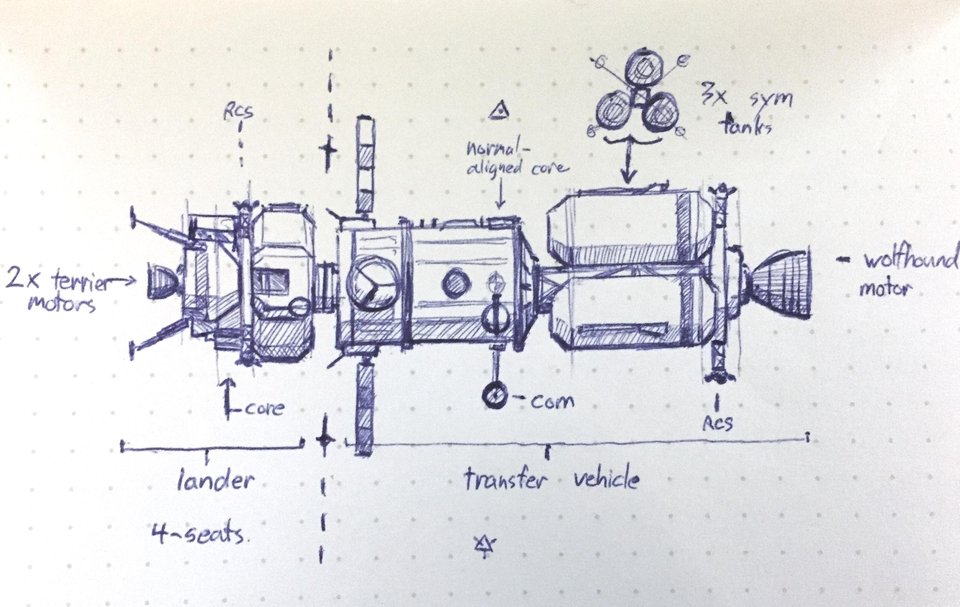 Rcs
normal-
aligned core
3x sym
tanks
2x terrier
motors
wolfhound
motor
core
com
Rcs
lander
transfer vehicle
4-seats.